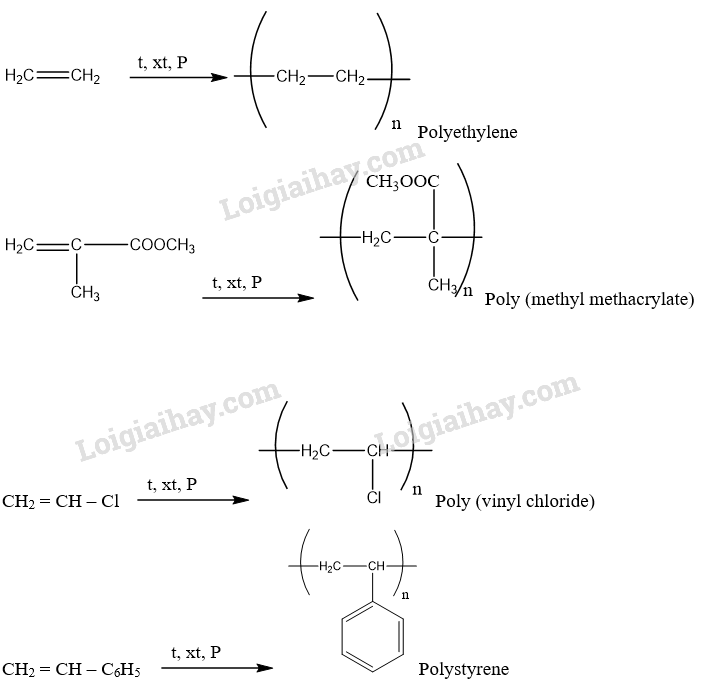 H₂C=CH₂ t, xt, P CH₂—CH₂ n Polyethylene
Loigiaihay.com
CH₃OOC
H₂C=C—COOCH₃ H₂C—C
CH₃ t, xt, P CH₃ n Poly (methyl methacrylate)
Loigiaihay.com
Loigiaihay.com
H₂C—CH
CH₂ = CH – Cl t, xt, P Cl n Poly (vinyl chloride)
H₂C—CH
n
CH₂ = CH – C₆H₅ t, xt, P Polystyrene